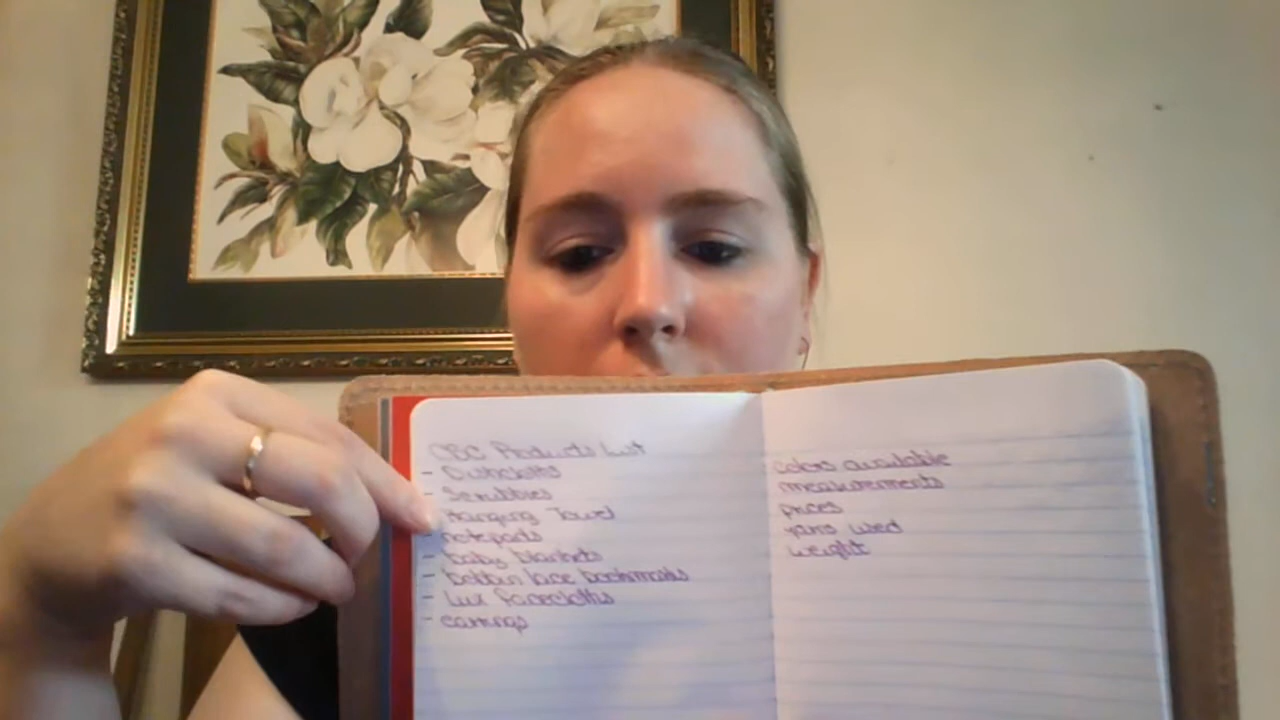 CBC Products List
- Dishcloths
- Scrubbies
- Hanging Towel
- notepads
- baby blankets
- bobbin lace bookmarks
- Lux Facecloths
- earrings
colors available
measurements
prices
yarns used
weight